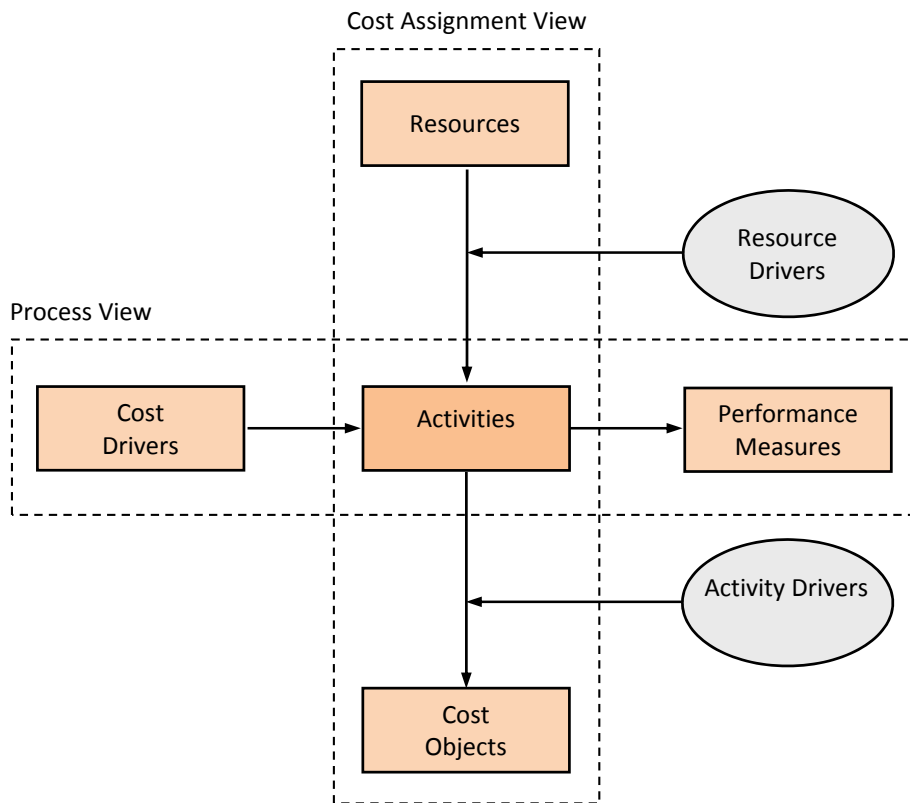 Cost Assignment View
Resources
Resource
Drivers
Process View
Cost
Drivers
Activities
Performance
Measures
Activity Drivers
Cost
Objects